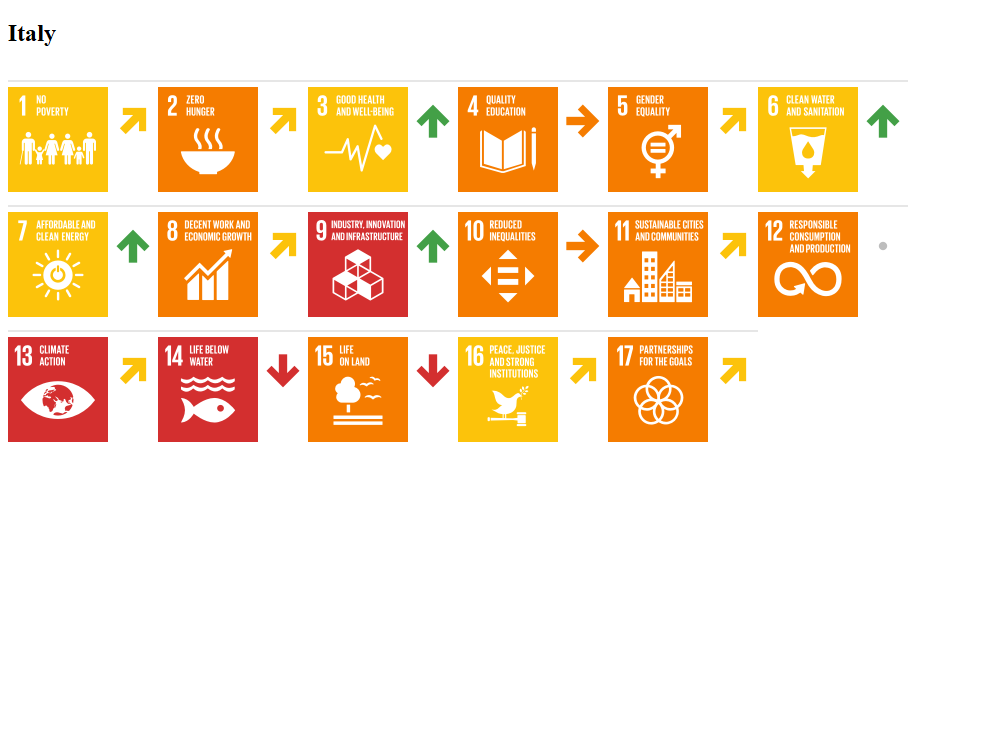 Italy
1 NO
POVERTY
2 ZERO
HUNGER
3 GOOD HEALTH
AND WELL-BEING
4 QUALITY
EDUCATION
5 GENDER
EQUALITY
6 CLEAN WATER
AND SANITATION
7 AFFORDABLE AND
CLEAN ENERGY
8 DECENT WORK AND
ECONOMIC GROWTH
9 INDUSTRY, INNOVATION
AND INFRASTRUCTURE
10 REDUCED
INEQUALITIES
11 SUSTAINABLE CITIES
AND COMMUNITIES
12 RESPONSIBLE
CONSUMPTION
AND PRODUCTION
13 CLIMATE
ACTION
14 LIFE BELOW
WATER
15 LIFE
ON LAND
16 PEACE, JUSTICE
AND STRONG
INSTITUTIONS
17 PARTNERSHIPS
FOR THE GOALS